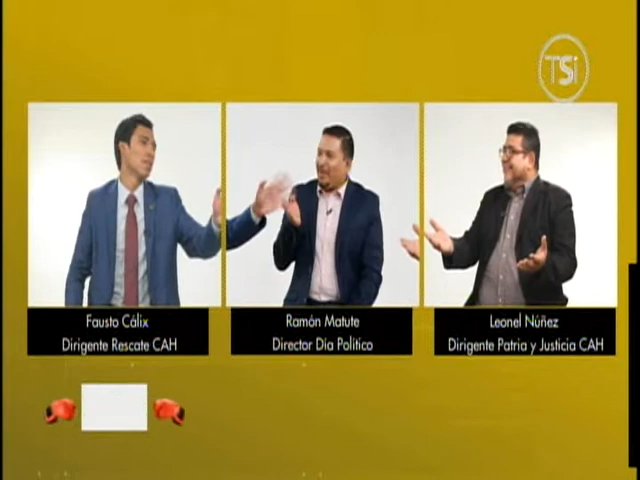 TSi
Fausto Cálix
Dirigente Rescate CAH
Ramón Matute
Director Día Político
Leonel Núñez
Dirigente Patria y Justicia CAH